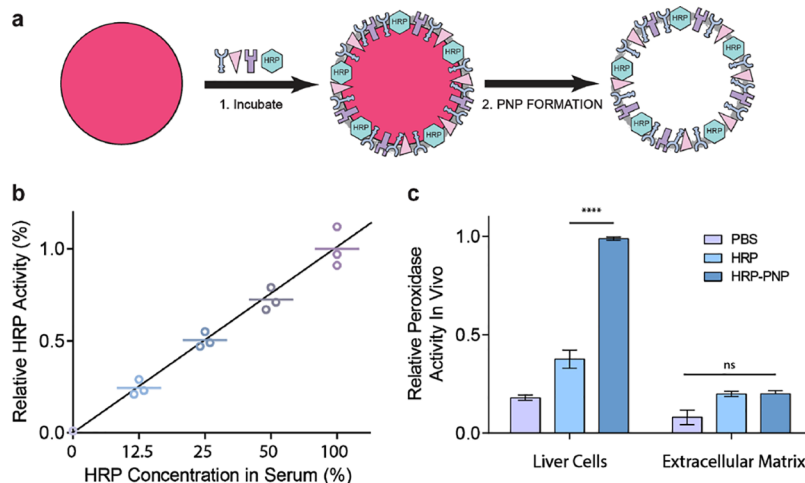 a
HRP
1. Incubate
HRP
HRP
HRP
HRP
HRP
2. PNP FORMATION
HRP
HRP
HRP
HRP
HRP
b
Relative HRP Activity (%)
1.0
0.5
0.0
0
12.5
25
50
100
HRP Concentration in Serum (%)
c
Relative Peroxidase
Activity In Vivo
1.0
0.5
0.0
****
ns
PBS
HRP
HRP-PNP
Liver Cells
Extracellular Matrix